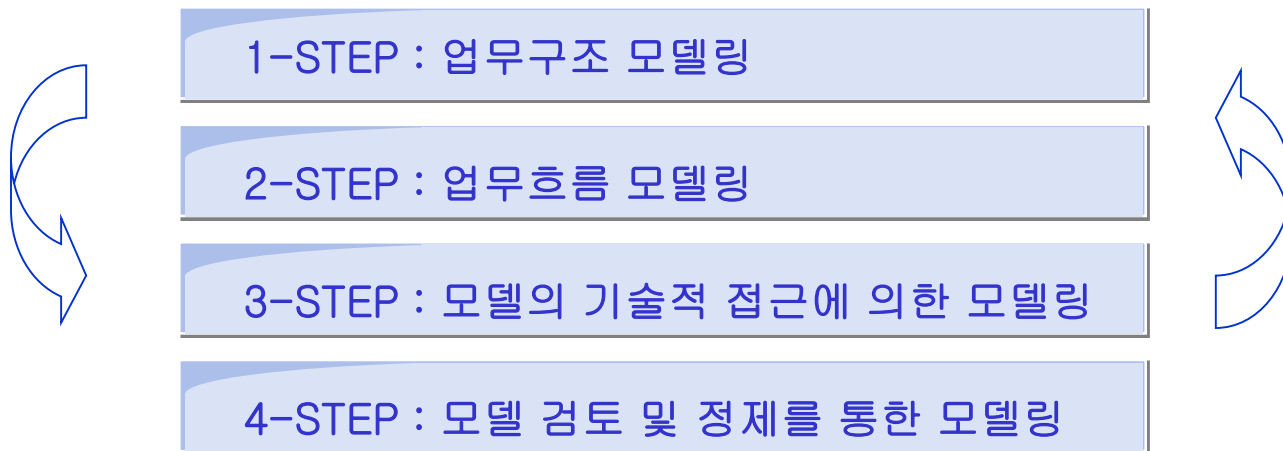 1-STEP : 업무구조 모델링
2-STEP : 업무흐름 모델링
3-STEP : 모델의 기술적 접근에 의한 모델링
4-STEP : 모델 검토 및 정제를 통한 모델링